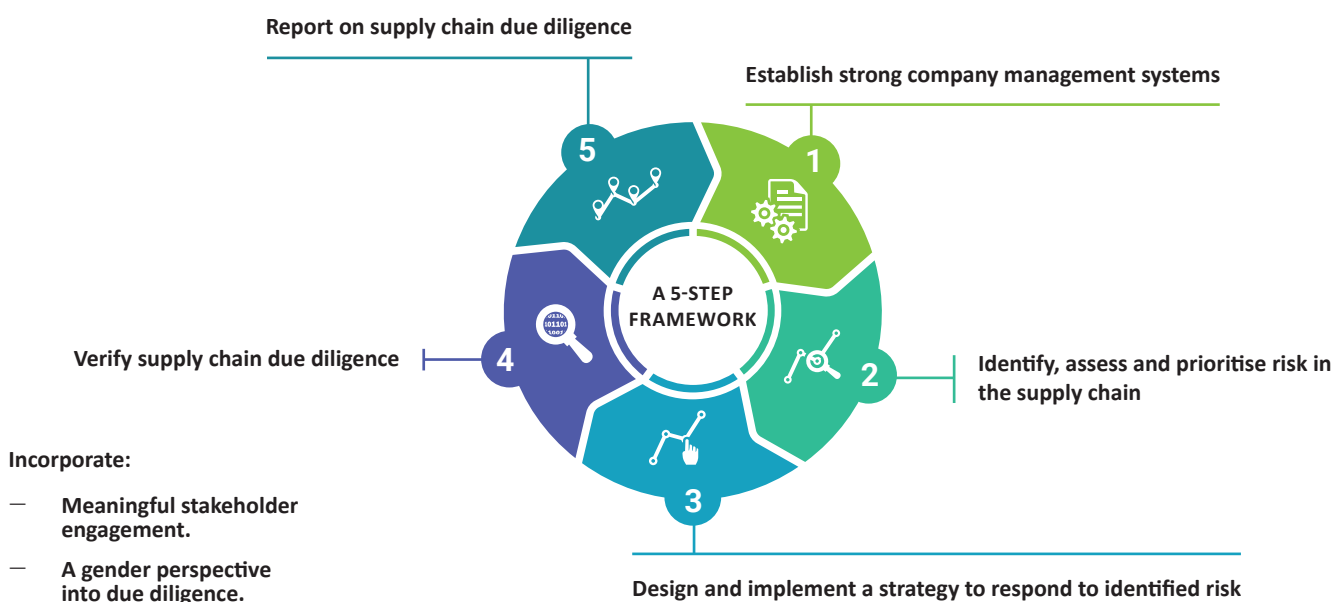 Report on supply chain due diligence
Establish strong company management systems
5
1
A 5-STEP
FRAMEWORK
Verify supply chain due diligence
4
2
Identify, assess and prioritise risk in
the supply chain
3
Design and implement a strategy to respond to identified risk
Incorporate:
— Meaningful stakeholder
engagement.
— A gender perspective
into due diligence.